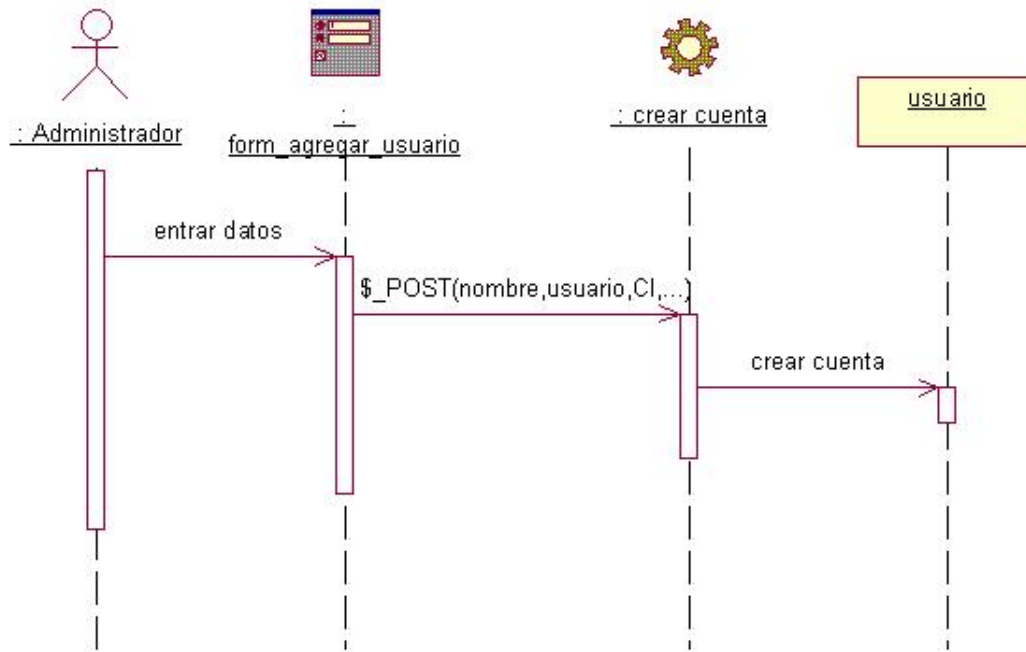 : Administrador
:
form_agregar_usuario
: crear cuenta
usuario
entrar datos
$_POST(nombre,usuario,CI,...)
crear cuenta